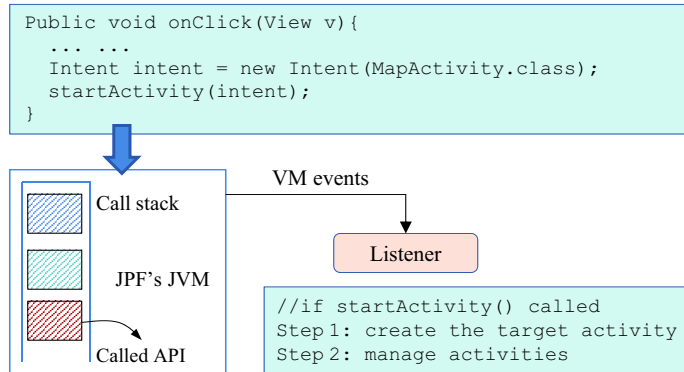 Public void onClick(View v){
... ...
Intent intent = new Intent(MapActivity.class);
startActivity(intent);
}
VM events
Call stack
Listener
JPF's JVM
//if startActivity() called
Step 1: create the target activity
Step 2: manage activities
Called API